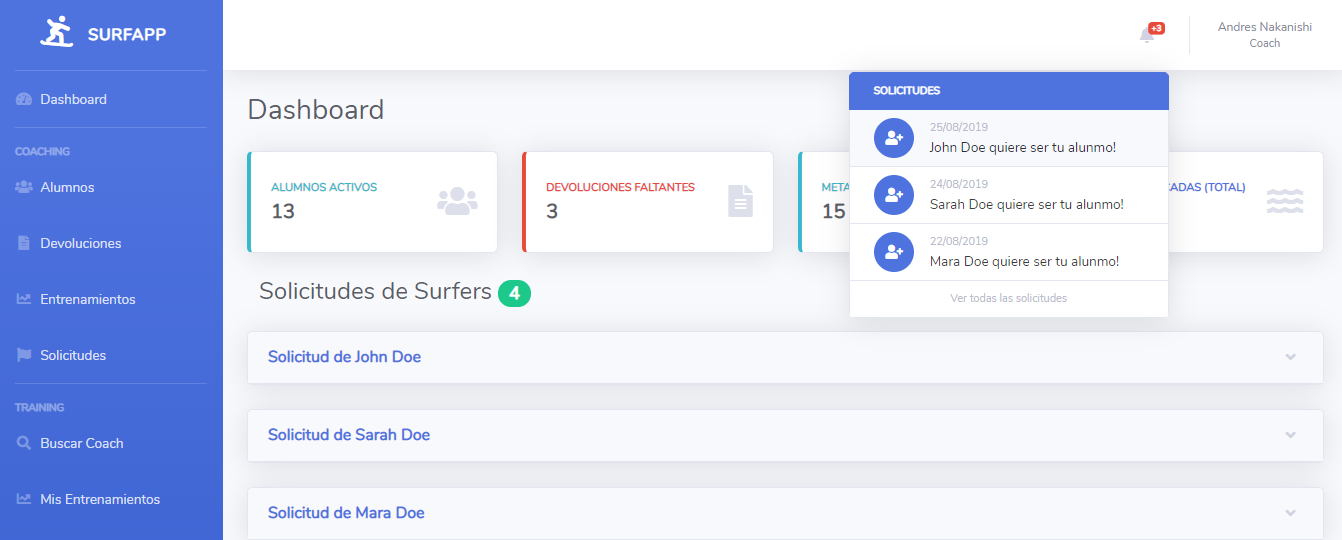 SURFAPP
Dashboard
COACHING
Alumnos
Devoluciones
Entrenamientos
Solicitudes
TRAINING
Buscar Coach
Mis Entrenamientos
+3
Andres Nakanishi
Coach
SOLICITUDES
25/08/2019
John Doe quiere ser tu alunmo!
24/08/2019
Sarah Doe quiere ser tu alunmo!
22/08/2019
Mara Doe quiere ser tu alunmo!
Ver todas las solicitudes
Dashboard
ALUMNOS ACTIVOS
13
DEVOLUCIONES FALTANTES
3
META
15
CADAS (TOTAL)
Solicitudes de Surfers 4
Solicitud de John Doe
Solicitud de Sarah Doe
Solicitud de Mara Doe